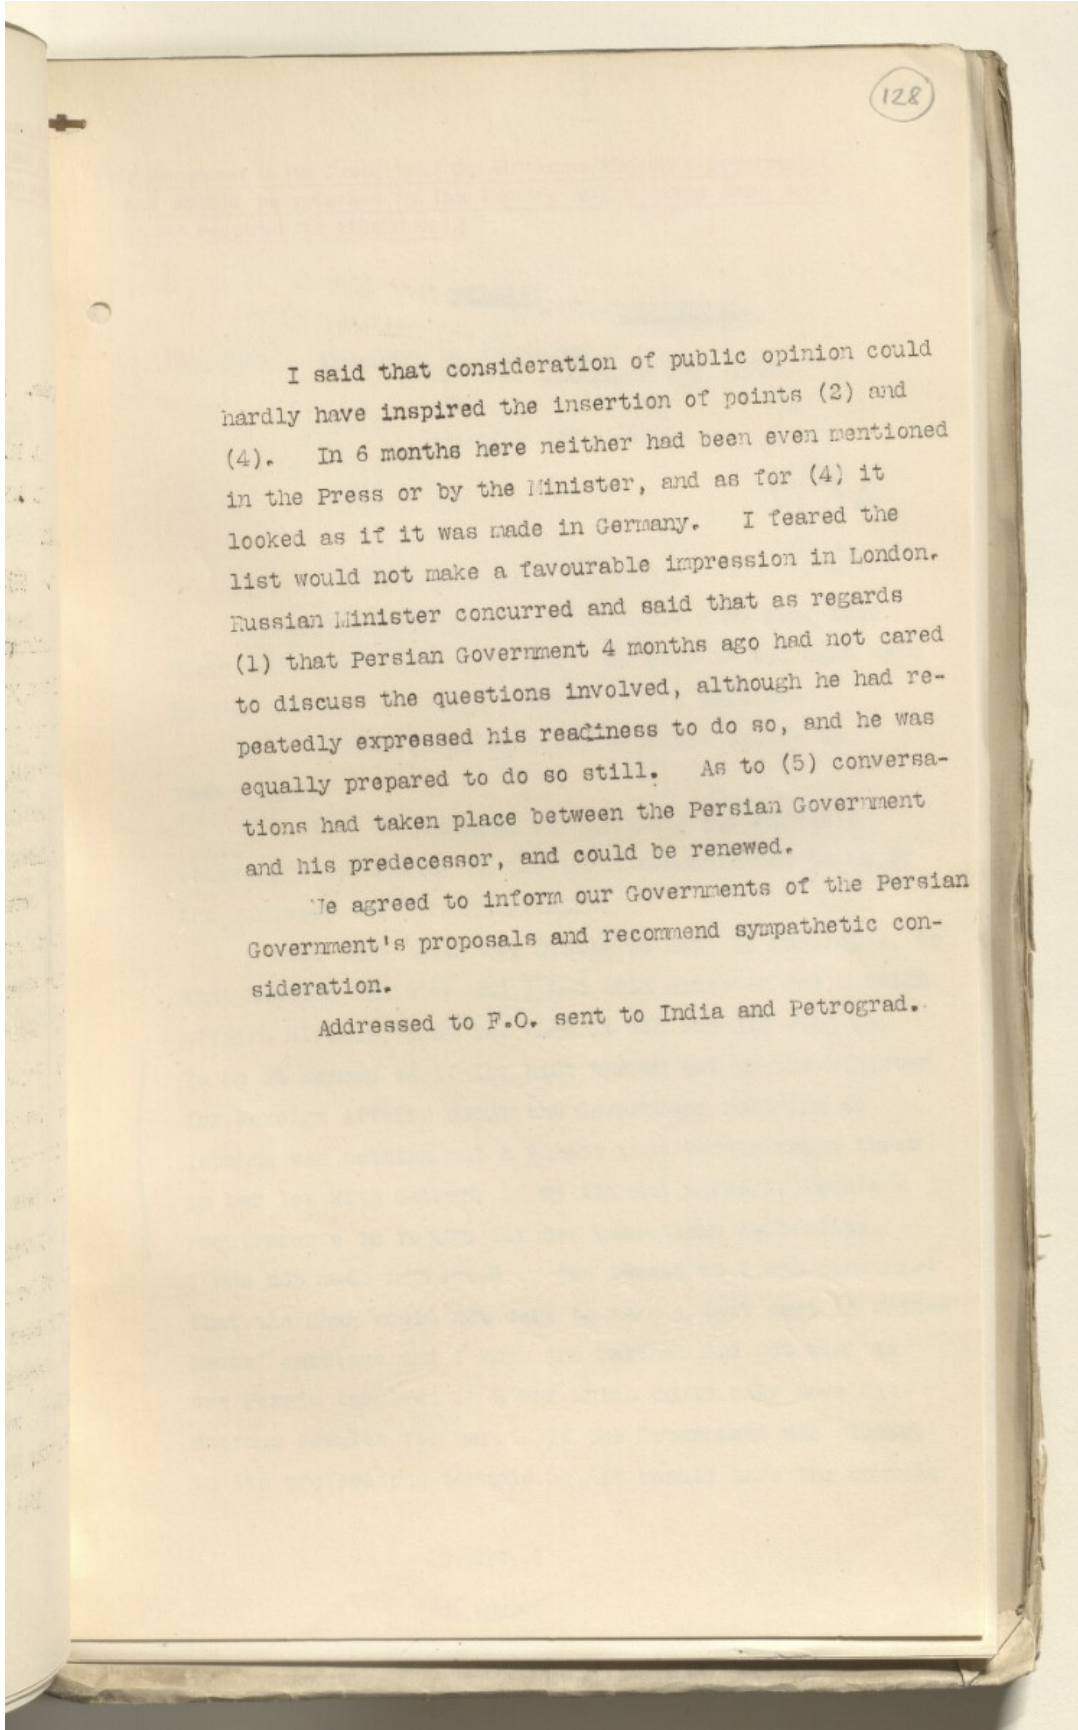 128
I said that consideration of public opinion could
hardly have inspired the insertion of points (2) and
(4). In 6 months here neither had been even mentioned
in the Press or by the Minister, and as for (4) it
looked as if it was made in Germany. I feared the
list would not make a favourable impression in London.
Russian Minister concurred and said that as regards
(1) that Persian Government 4 months ago had not cared
to discuss the questions involved, although he had re-
peatedly expressed his readiness to do so, and he was
equally prepared to do so still. As to (5) conversa-
tions had taken place between the Persian Government
and his predecessor, and could be renewed.
We agreed to inform our Governments of the Persian
Government's proposals and recommend sympathetic con-
sideration.
Addressed to F.O. sent to India and Petrograd.